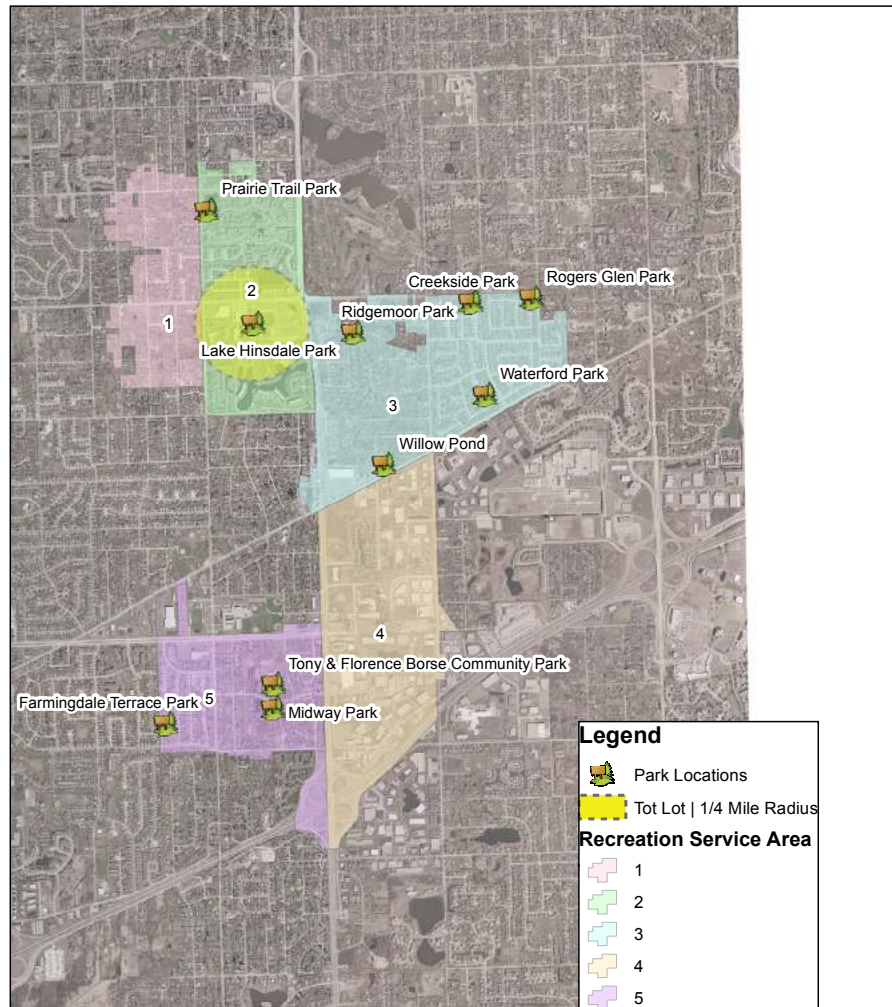 Prairie Trail Park
2
Creekside Park
Rogers Glen Park
Ridgemoor Park
1
Lake Hinsdale Park
Waterford Park
3
Willow Pond
4
Tony & Florence Borse Community Park
Farmingdale Terrace Park
5
Midway Park
Legend
Park Locations
Tot Lot | 1/4 Mile Radius
Recreation Service Area
1
2
3
4
5